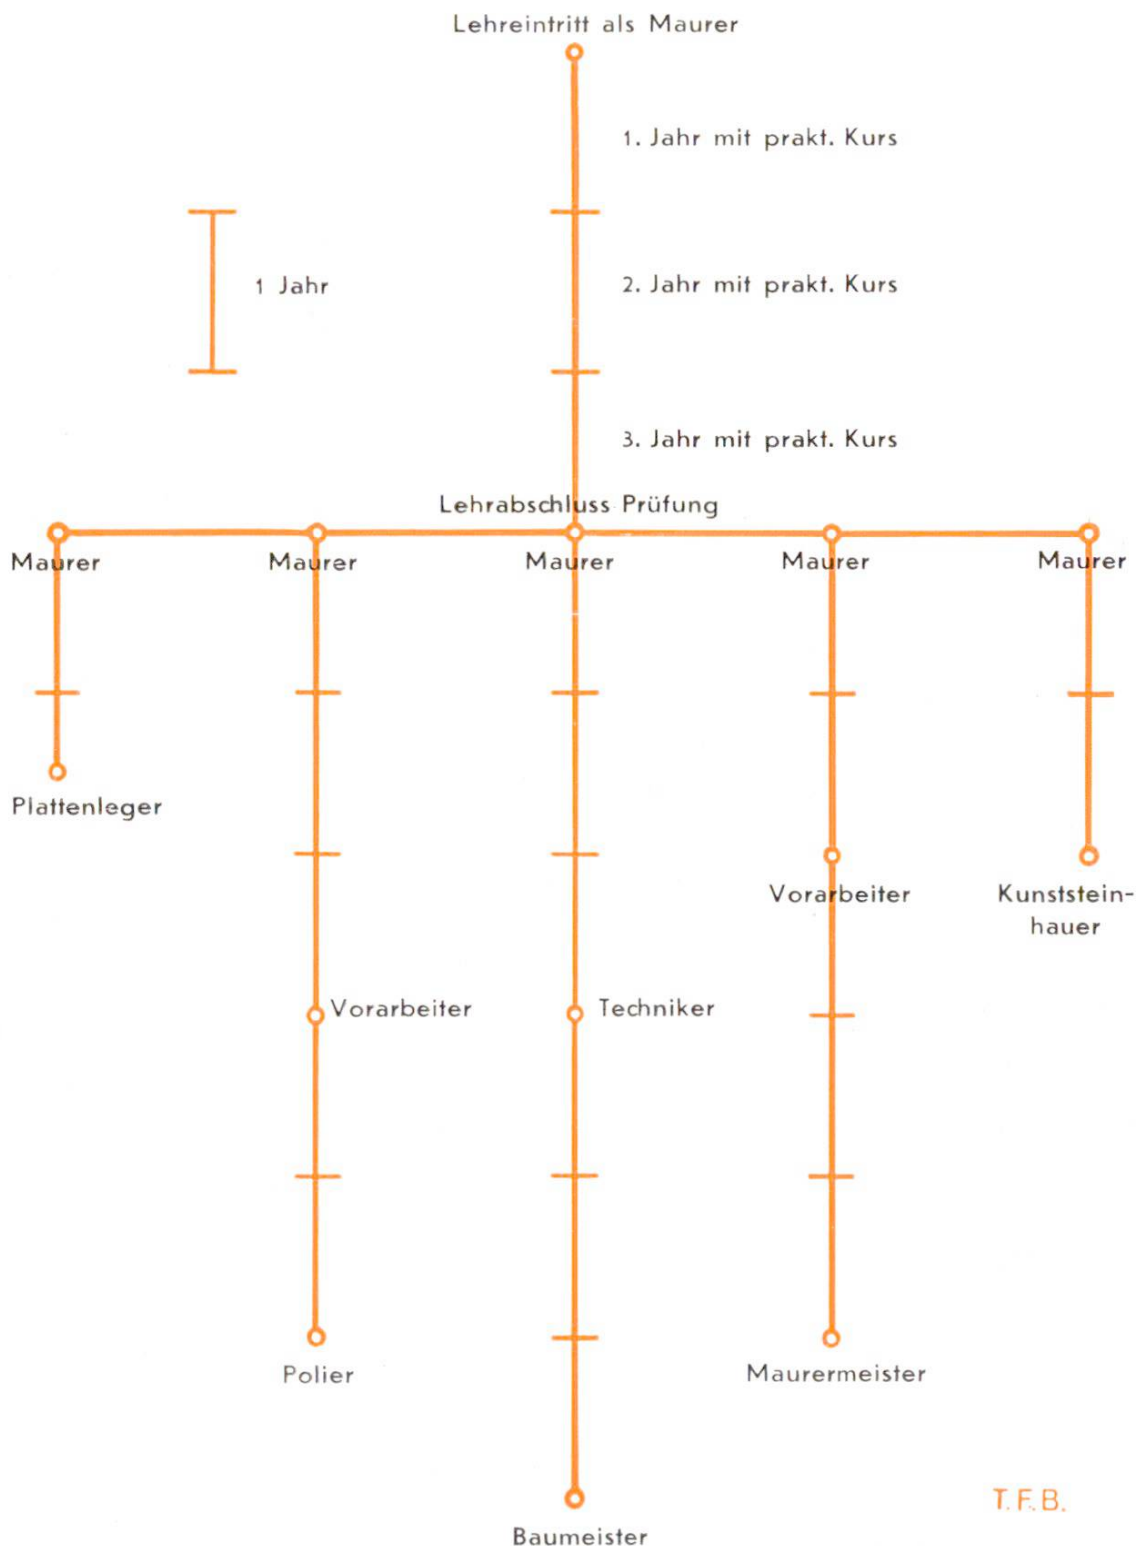 Lehreintritt als Maurer
1. Jahr mit prakt. Kurs
1 Jahr
2. Jahr mit prakt. Kurs
3. Jahr mit prakt. Kurs
Lehrabschluss Prüfung
Maurer
Maurer
Maurer
Maurer
Maurer
Plattenleger
Vorarbeiter
Kunststein-
hauer
Vorarbeiter
Techniker
Polier
Maurermeister
T.F.B.
Baumeister